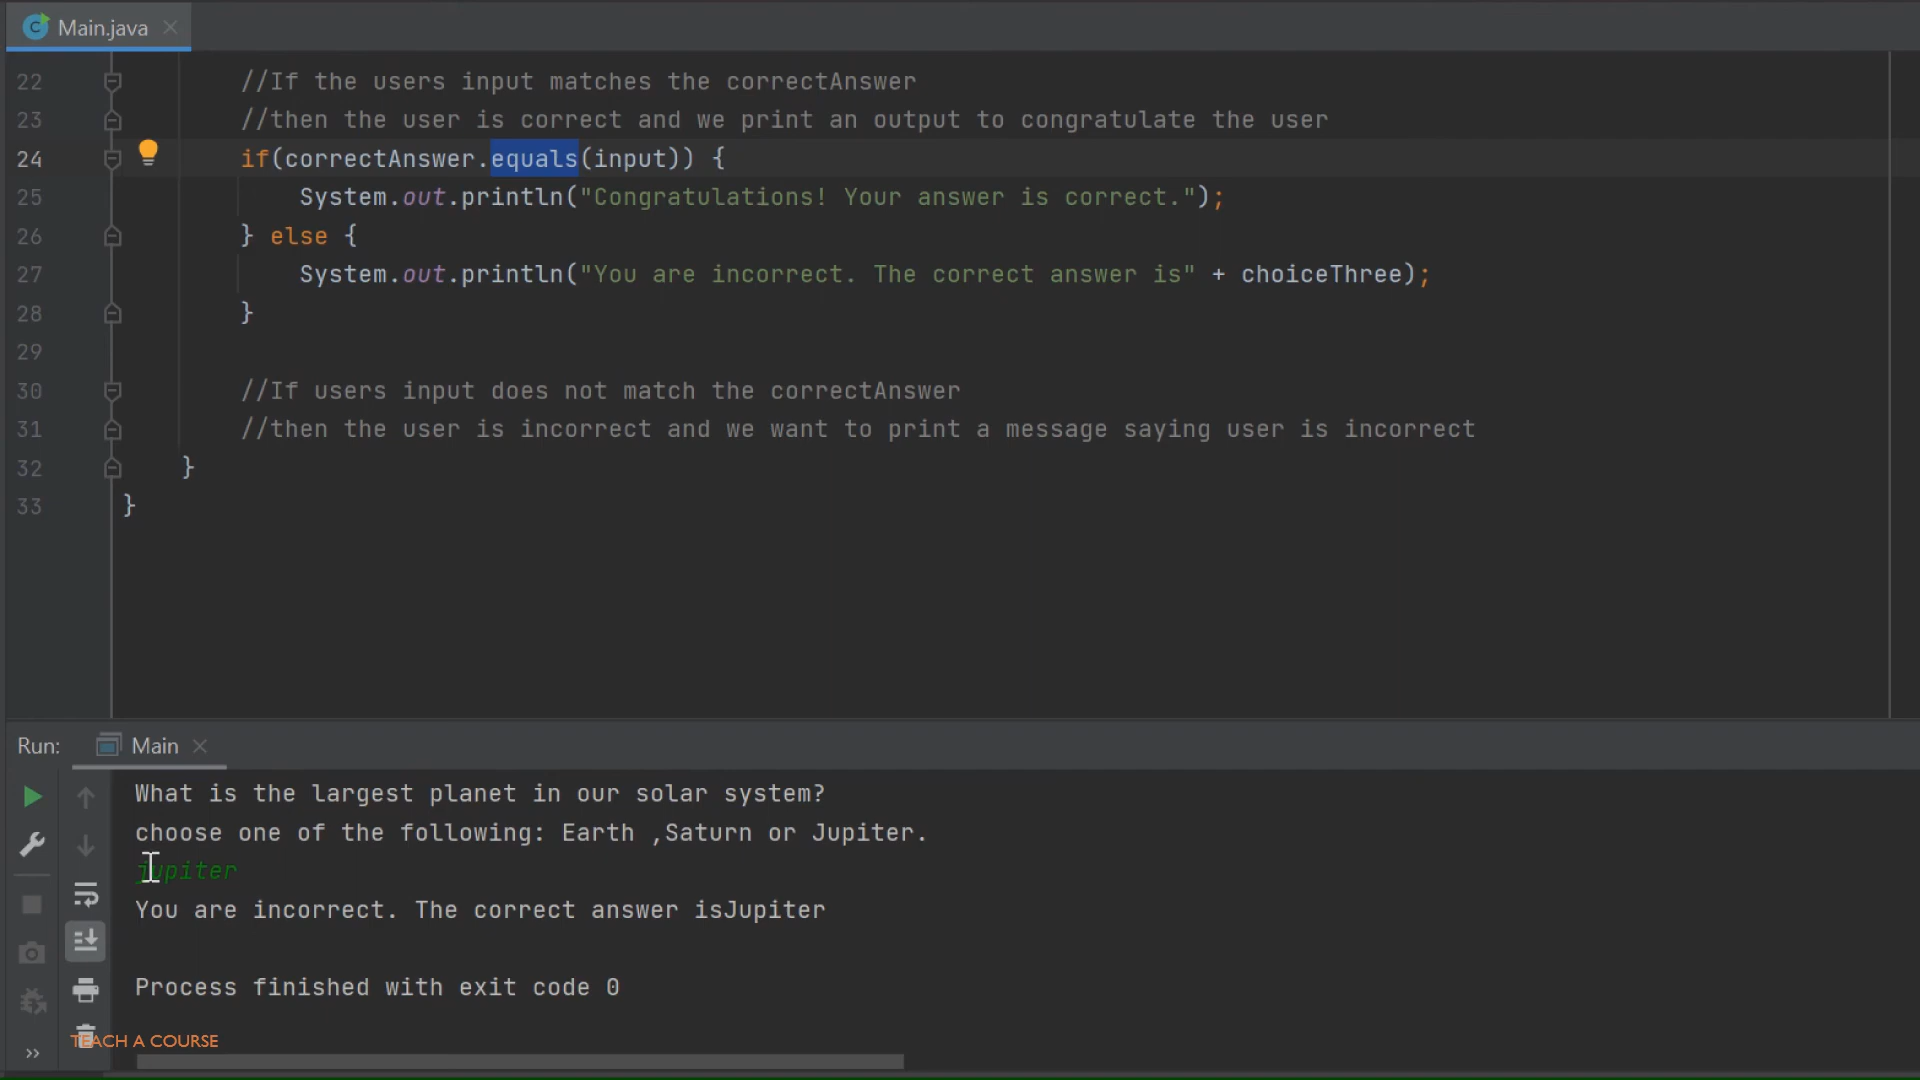 Main.java
22 //If the users input matches the correctAnswer
23 //then the user is correct and we print an output to congratulate the user
24 if(correctAnswer.equals(input)) {
25 System.out.println("Congratulations! Your answer is correct.");
26 } else {
27 System.out.println("You are incorrect. The correct answer is" + choiceThree);
28 }
29
30 //If users input does not match the correctAnswer
31 //then the user is incorrect and we want to print a message saying user is incorrect
32 }
33 }
Run: Main
What is the largest planet in our solar system?
choose one of the following: Earth ,Saturn or Jupiter.
jupiter
You are incorrect. The correct answer isJupiter
Process finished with exit code 0
TEACH A COURSE